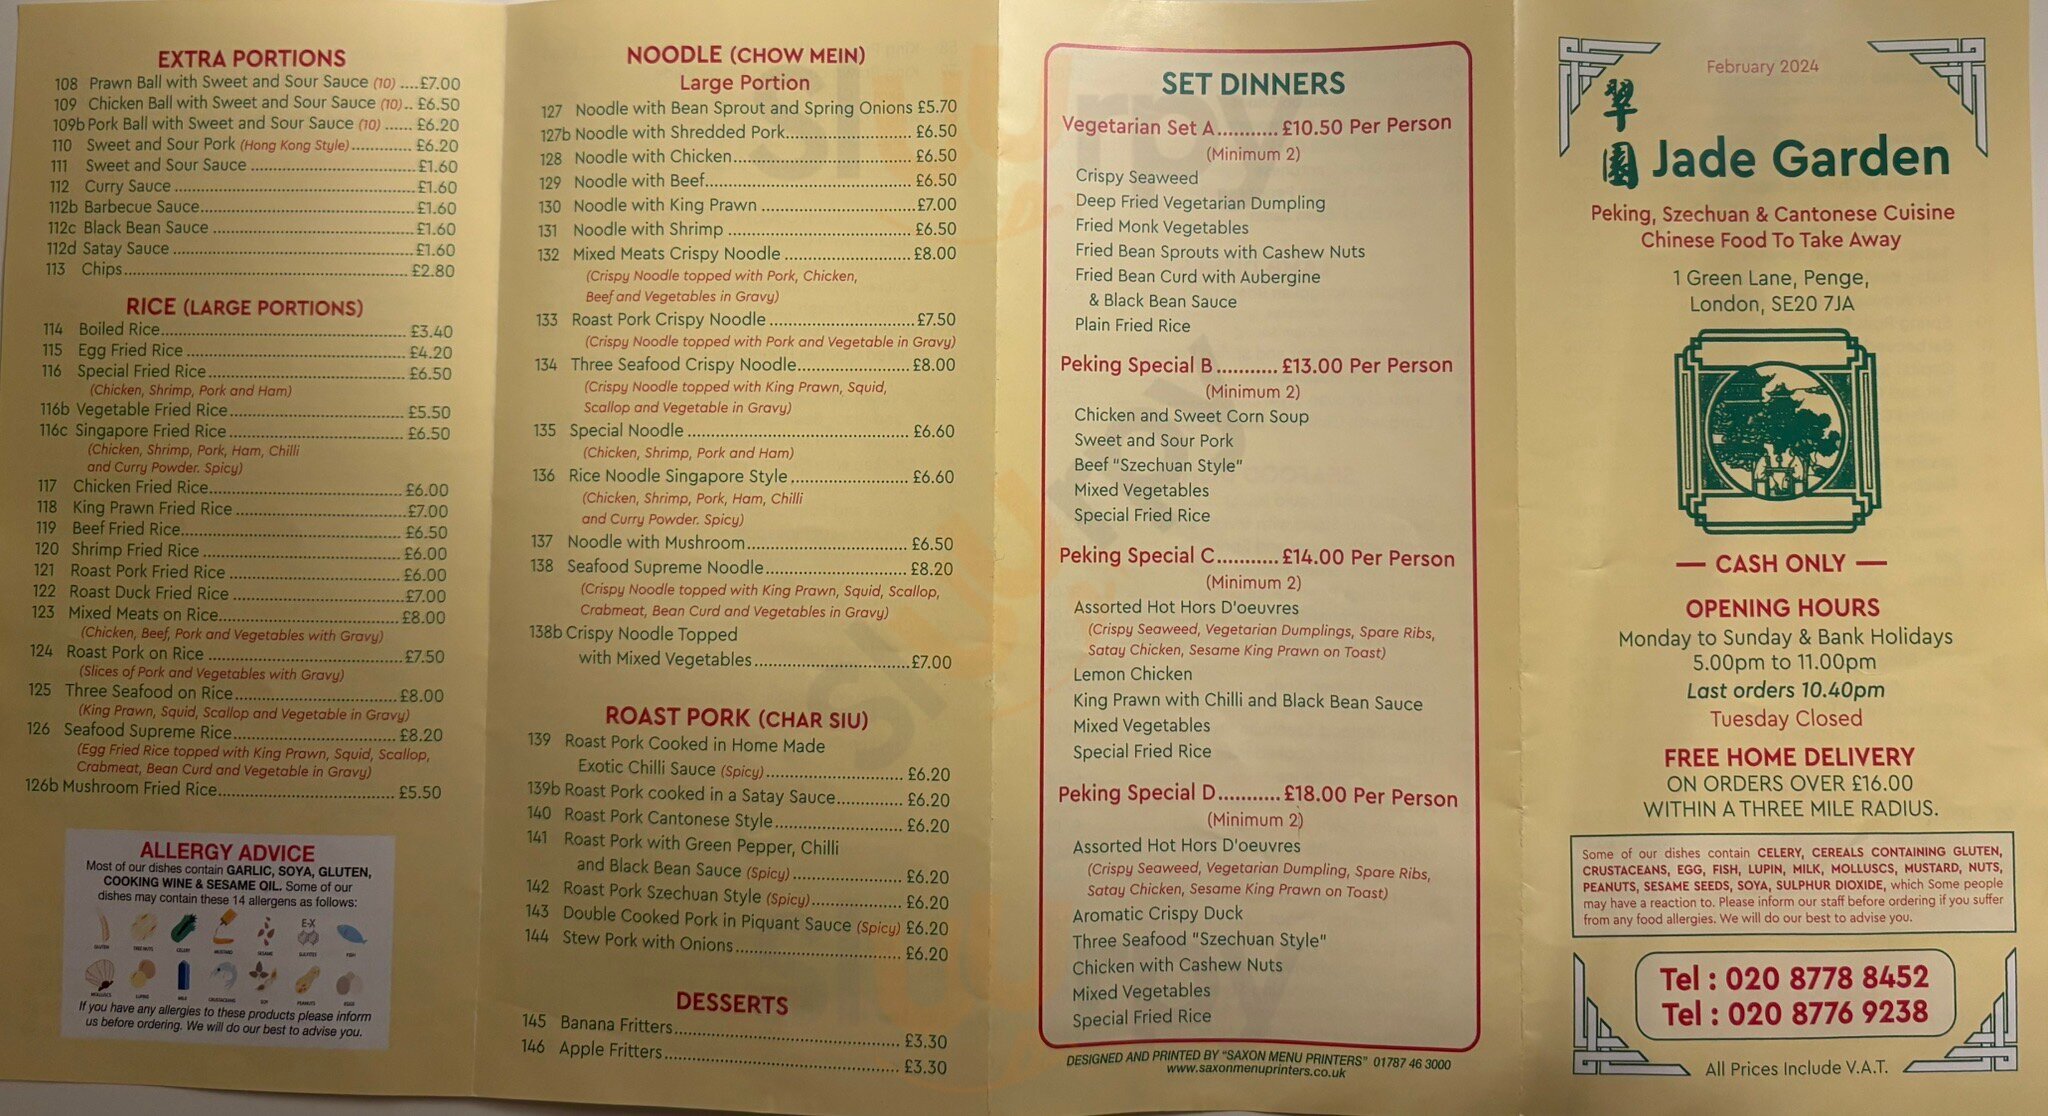 EXTRA PORTIONS
108 Prawn Ball with Sweet and Sour Sauce (10) ....£7.00
109 Chicken Ball with Sweet and Sour Sauce (10).. £6.50
109b Pork Ball with Sweet and Sour Sauce (10) ...... £6.20
110 Sweet and Sour Pork (Hong Kong Style)............£6.20
111 Sweet and Sour Sauce ..................£1.60
112 Curry Sauce ..................£1.60
112b Barbecue Sauce..................£1.60
112c Black Bean Sauce ..................£1.60
112d Satay Sauce ..................£1.60
113 Chips..................£2.80
RICE (LARGE PORTIONS)
114 Boiled Rice..................£3.40
115 Egg Fried Rice ..................£4.20
116 Special Fried Rice..................£6.50
(Chicken, Shrimp, Pork and Ham)
116b Vegetable Fried Rice..................£5.50
116c Singapore Fried Rice ..................£6.50
(Chicken, Shrimp, Pork, Ham, Chilli
and Curry Powder. Spicy)
117 Chicken Fried Rice..................£6.00
118 King Prawn Fried Rice..................£7.00
119 Beef Fried Rice..................£6.50
120 Shrimp Fried Rice ..................£6.00
121 Roast Pork Fried Rice ..................£6.00
122 Roast Duck Fried Rice ..................£7.00
123 Mixed Meats on Rice..................£8.00
(Chicken, Beef, Pork and Vegetables with Gravy)
124 Roast Pork on Rice ..................£7.50
(Slices of Pork and Vegetables with Gravy)
125 Three Seafood on Rice..................£8.00
(King Prawn, Squid, Scallop and Vegetable in Gravy)
126 Seafood Supreme Rice..................£8.20
(Egg Fried Rice topped with King Prawn, Squid, Scallop,
Crabmeat, Bean Curd and Vegetable in Gravy)
126b Mushroom Fried Rice..................£5.50
ALLERGY ADVICE
Most of our dishes contain GARLIC, SOYA, GLUTEN,
COOKING WINE & SESAME OIL. Some of our
dishes may contain these 14 allergens as follows:
E-X
GLUTEN TREE NUTS CELERY MUSTARD SESAME SULFITES FISH
MOLLUSCS LUPINS MILK CRUSTACEANS SOY PEANUTS EGGS
If you have any allergies to these products please inform
us before ordering. We will do our best to advise you.
NOODLE (CHOW MEIN)
Large Portion
127 Noodle with Bean Sprout and Spring Onions £5.70
127b Noodle with Shredded Pork..................£6.50
128 Noodle with Chicken..................£6.50
129 Noodle with Beef..................£6.50
130 Noodle with King Prawn ..................£7.00
131 Noodle with Shrimp ..................£6.50
132 Mixed Meats Crispy Noodle ..................£8.00
(Crispy Noodle topped with Pork, Chicken,
Beef and Vegetables in Gravy)
133 Roast Pork Crispy Noodle ..................£7.50
(Crispy Noodle topped with Pork and Vegetable in Gravy)
134 Three Seafood Crispy Noodle..................£8.00
(Crispy Noodle topped with King Prawn, Squid,
Scallop and Vegetable in Gravy)
135 Special Noodle ..................£6.60
(Chicken, Shrimp, Pork and Ham)
136 Rice Noodle Singapore Style ..................£6.60
(Chicken, Shrimp, Pork, Ham, Chilli
and Curry Powder. Spicy)
137 Noodle with Mushroom..................£6.50
138 Seafood Supreme Noodle..................£8.20
(Crispy Noodle topped with King Prawn, Squid, Scallop,
Crabmeat, Bean Curd and Vegetables in Gravy)
138b Crispy Noodle Topped
with Mixed Vegetables..................£7.00
ROAST PORK (CHAR SIU)
139 Roast Pork Cooked in Home Made
Exotic Chilli Sauce (Spicy)..................£6.20
139b Roast Pork cooked in a Satay Sauce..................£6.20
140 Roast Pork Cantonese Style..................£6.20
141 Roast Pork with Green Pepper, Chilli
and Black Bean Sauce (Spicy)..................£6.20
142 Roast Pork Szechuan Style (Spicy)..................£6.20
143 Double Cooked Pork in Piquant Sauce (Spicy) £6.20
144 Stew Pork with Onions..................£6.20
DESSERTS
145 Banana Fritters..................£3.30
146 Apple Fritters..................£3.30
SET DINNERS
Vegetarian Set A........... £10.50 Per Person
(Minimum 2)
Crispy Seaweed
Deep Fried Vegetarian Dumpling
Fried Monk Vegetables
Fried Bean Sprouts with Cashew Nuts
Fried Bean Curd with Aubergine
& Black Bean Sauce
Plain Fried Rice
Peking Special B........... £13.00 Per Person
(Minimum 2)
Chicken and Sweet Corn Soup
Sweet and Sour Pork
Beef "Szechuan Style"
Mixed Vegetables
Special Fried Rice
Peking Special C........... £14.00 Per Person
(Minimum 2)
Assorted Hot Hors D'oeuvres
(Crispy Seaweed, Vegetarian Dumplings, Spare Ribs,
Satay Chicken, Sesame King Prawn on Toast)
Lemon Chicken
King Prawn with Chilli and Black Bean Sauce
Mixed Vegetables
Special Fried Rice
Peking Special D........... £18.00 Per Person
(Minimum 2)
Assorted Hot Hors D'oeuvres
(Crispy Seaweed, Vegetarian Dumpling, Spare Ribs,
Satay Chicken, Sesame King Prawn on Toast)
Aromatic Crispy Duck
Three Seafood "Szechuan Style"
Chicken with Cashew Nuts
Mixed Vegetables
Special Fried Rice
DESIGNED AND PRINTED BY "SAXON MENU PRINTERS" 01787 46 3000
www.saxonmenuprinters.co.uk
February 2024
翠園
Jade Garden
Peking, Szechuan & Cantonese Cuisine
Chinese Food To Take Away
1 Green Lane, Penge,
London, SE20 7JA
— CASH ONLY —
OPENING HOURS
Monday to Sunday & Bank Holidays
5.00pm to 11.00pm
Last orders 10.40pm
Tuesday Closed
FREE HOME DELIVERY
ON ORDERS OVER £16.00
WITHIN A THREE MILE RADIUS.
Some of our dishes contain CELERY, CEREALS CONTAINING GLUTEN,
CRUSTACEANS, EGG, FISH, LUPIN, MILK, MOLLUSCS, MUSTARD, NUTS,
PEANUTS, SESAME SEEDS, SOYA, SULPHUR DIOXIDE, which Some people
may have a reaction to. Please inform our staff before ordering if you suffer
from any food allergies. We will do our best to advise you.
Tel : 020 8778 8452
Tel : 020 8776 9238
All Prices Include V.A.T.